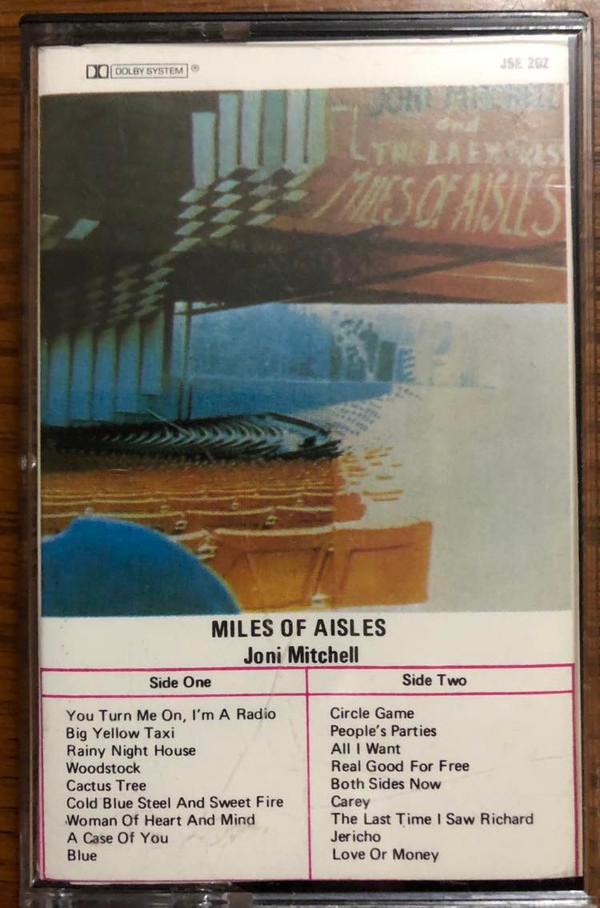 DOLBY SYSTEM ®
JSE 202
JONI MITCHELL
and
THE L.A. EXPRESS
MILES OF AISLES
MILES OF AISLES
Joni Mitchell
Side One
You Turn Me On, I'm A Radio
Big Yellow Taxi
Rainy Night House
Woodstock
Cactus Tree
Cold Blue Steel And Sweet Fire
Woman Of Heart And Mind
A Case Of You
Blue
Side Two
Circle Game
People's Parties
All I Want
Real Good For Free
Both Sides Now
Carey
The Last Time I Saw Richard
Jericho
Love Or Money